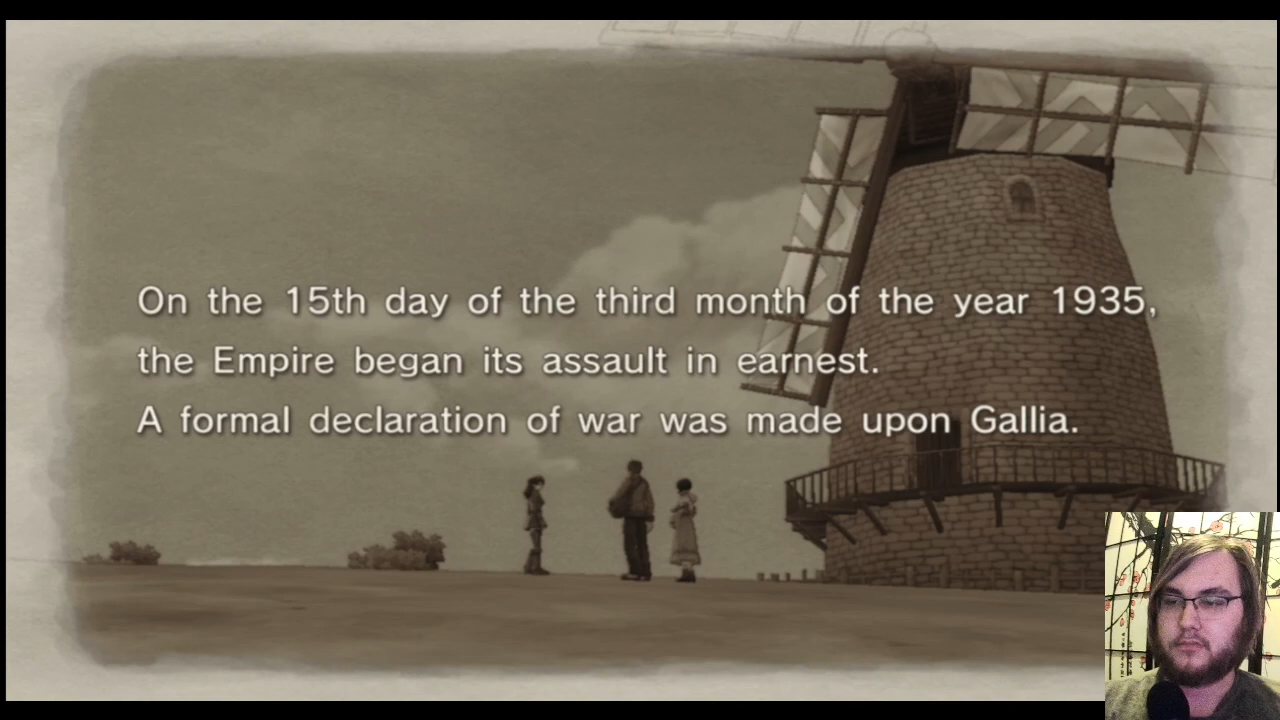 On the 15th day of the third month of the year 1935,
the Empire began its assault in earnest.
A formal declaration of war was made upon Gallia.